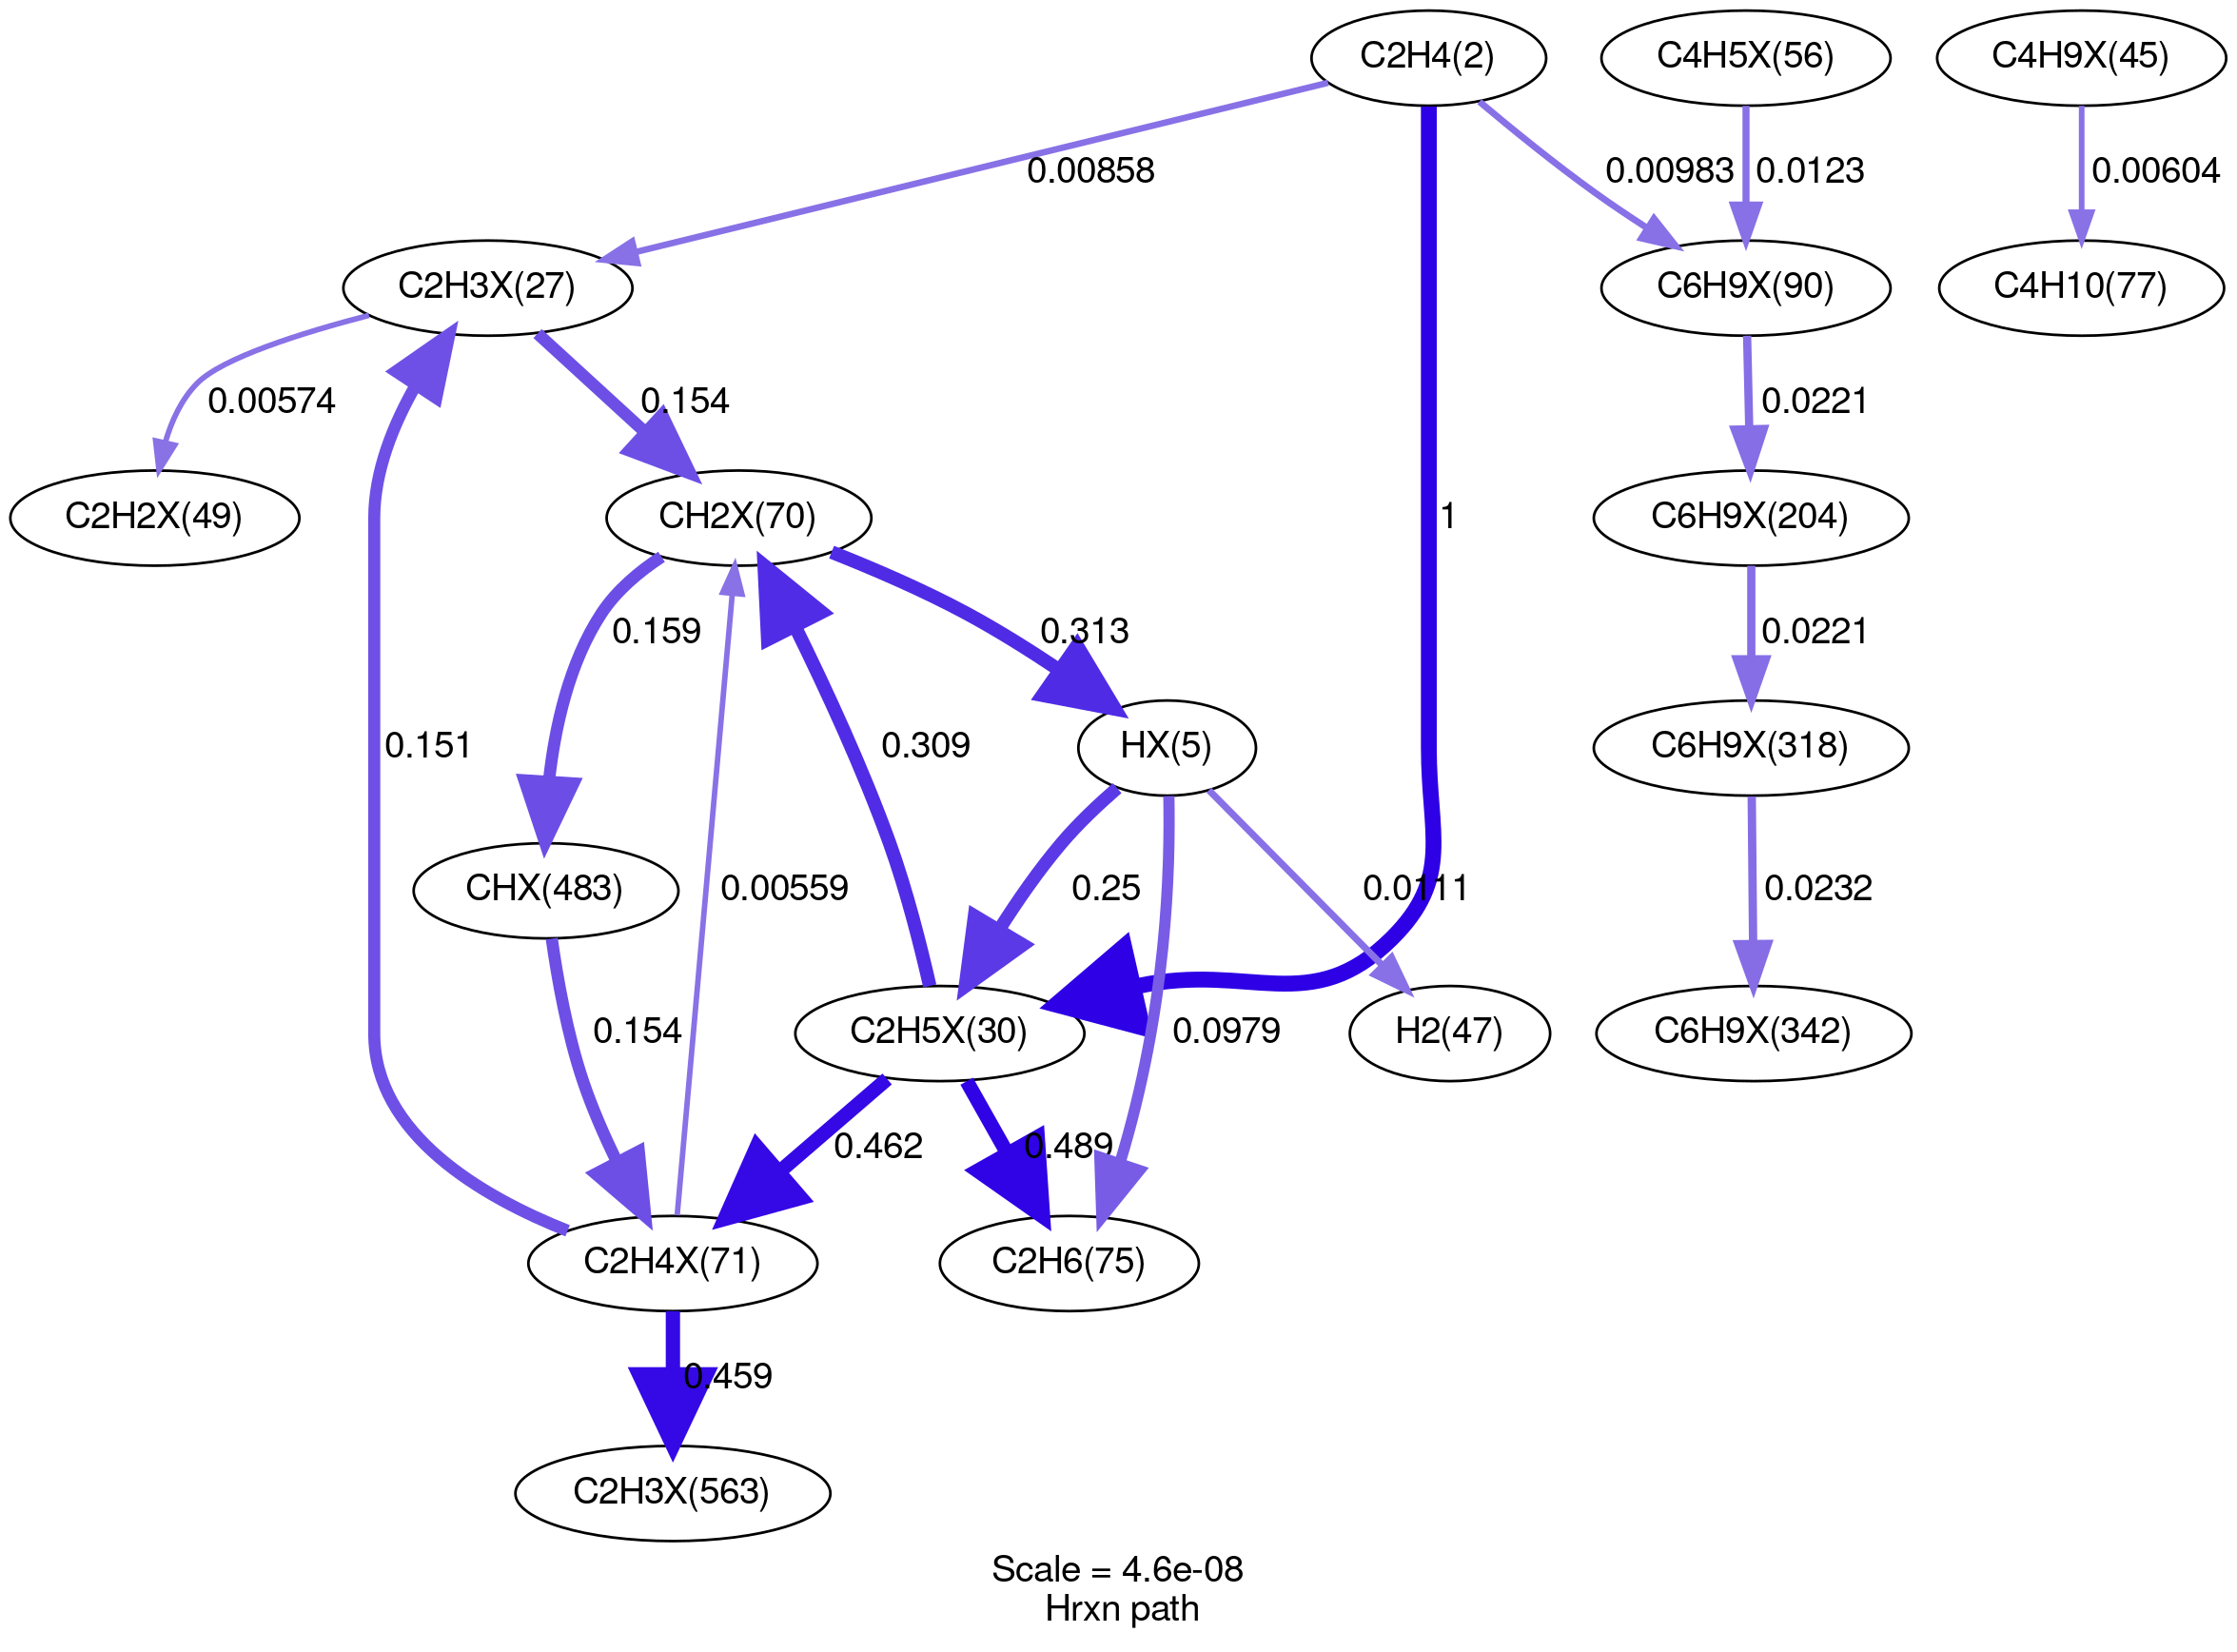 C2H4(2)
C4H5X(56)
C4H9X(45)
0.00858
0.00983
0.0123
0.00604
C2H3X(27)
C6H9X(90)
C4H10(77)
0.00574
0.154
0.0221
C2H2X(49)
CH2X(70)
1
C6H9X(204)
0.159
0.313
0.0221
0.151
0.309
HX(5)
C6H9X(318)
CHX(483)
0.00559
0.25
0.0111
0.0232
0.154
C2H5X(30)
0.0979
H2(47)
C6H9X(342)
0.462
0.489
C2H4X(71)
C2H6(75)
0.459
C2H3X(563)
Scale = 4.6e-08
Hrxn path